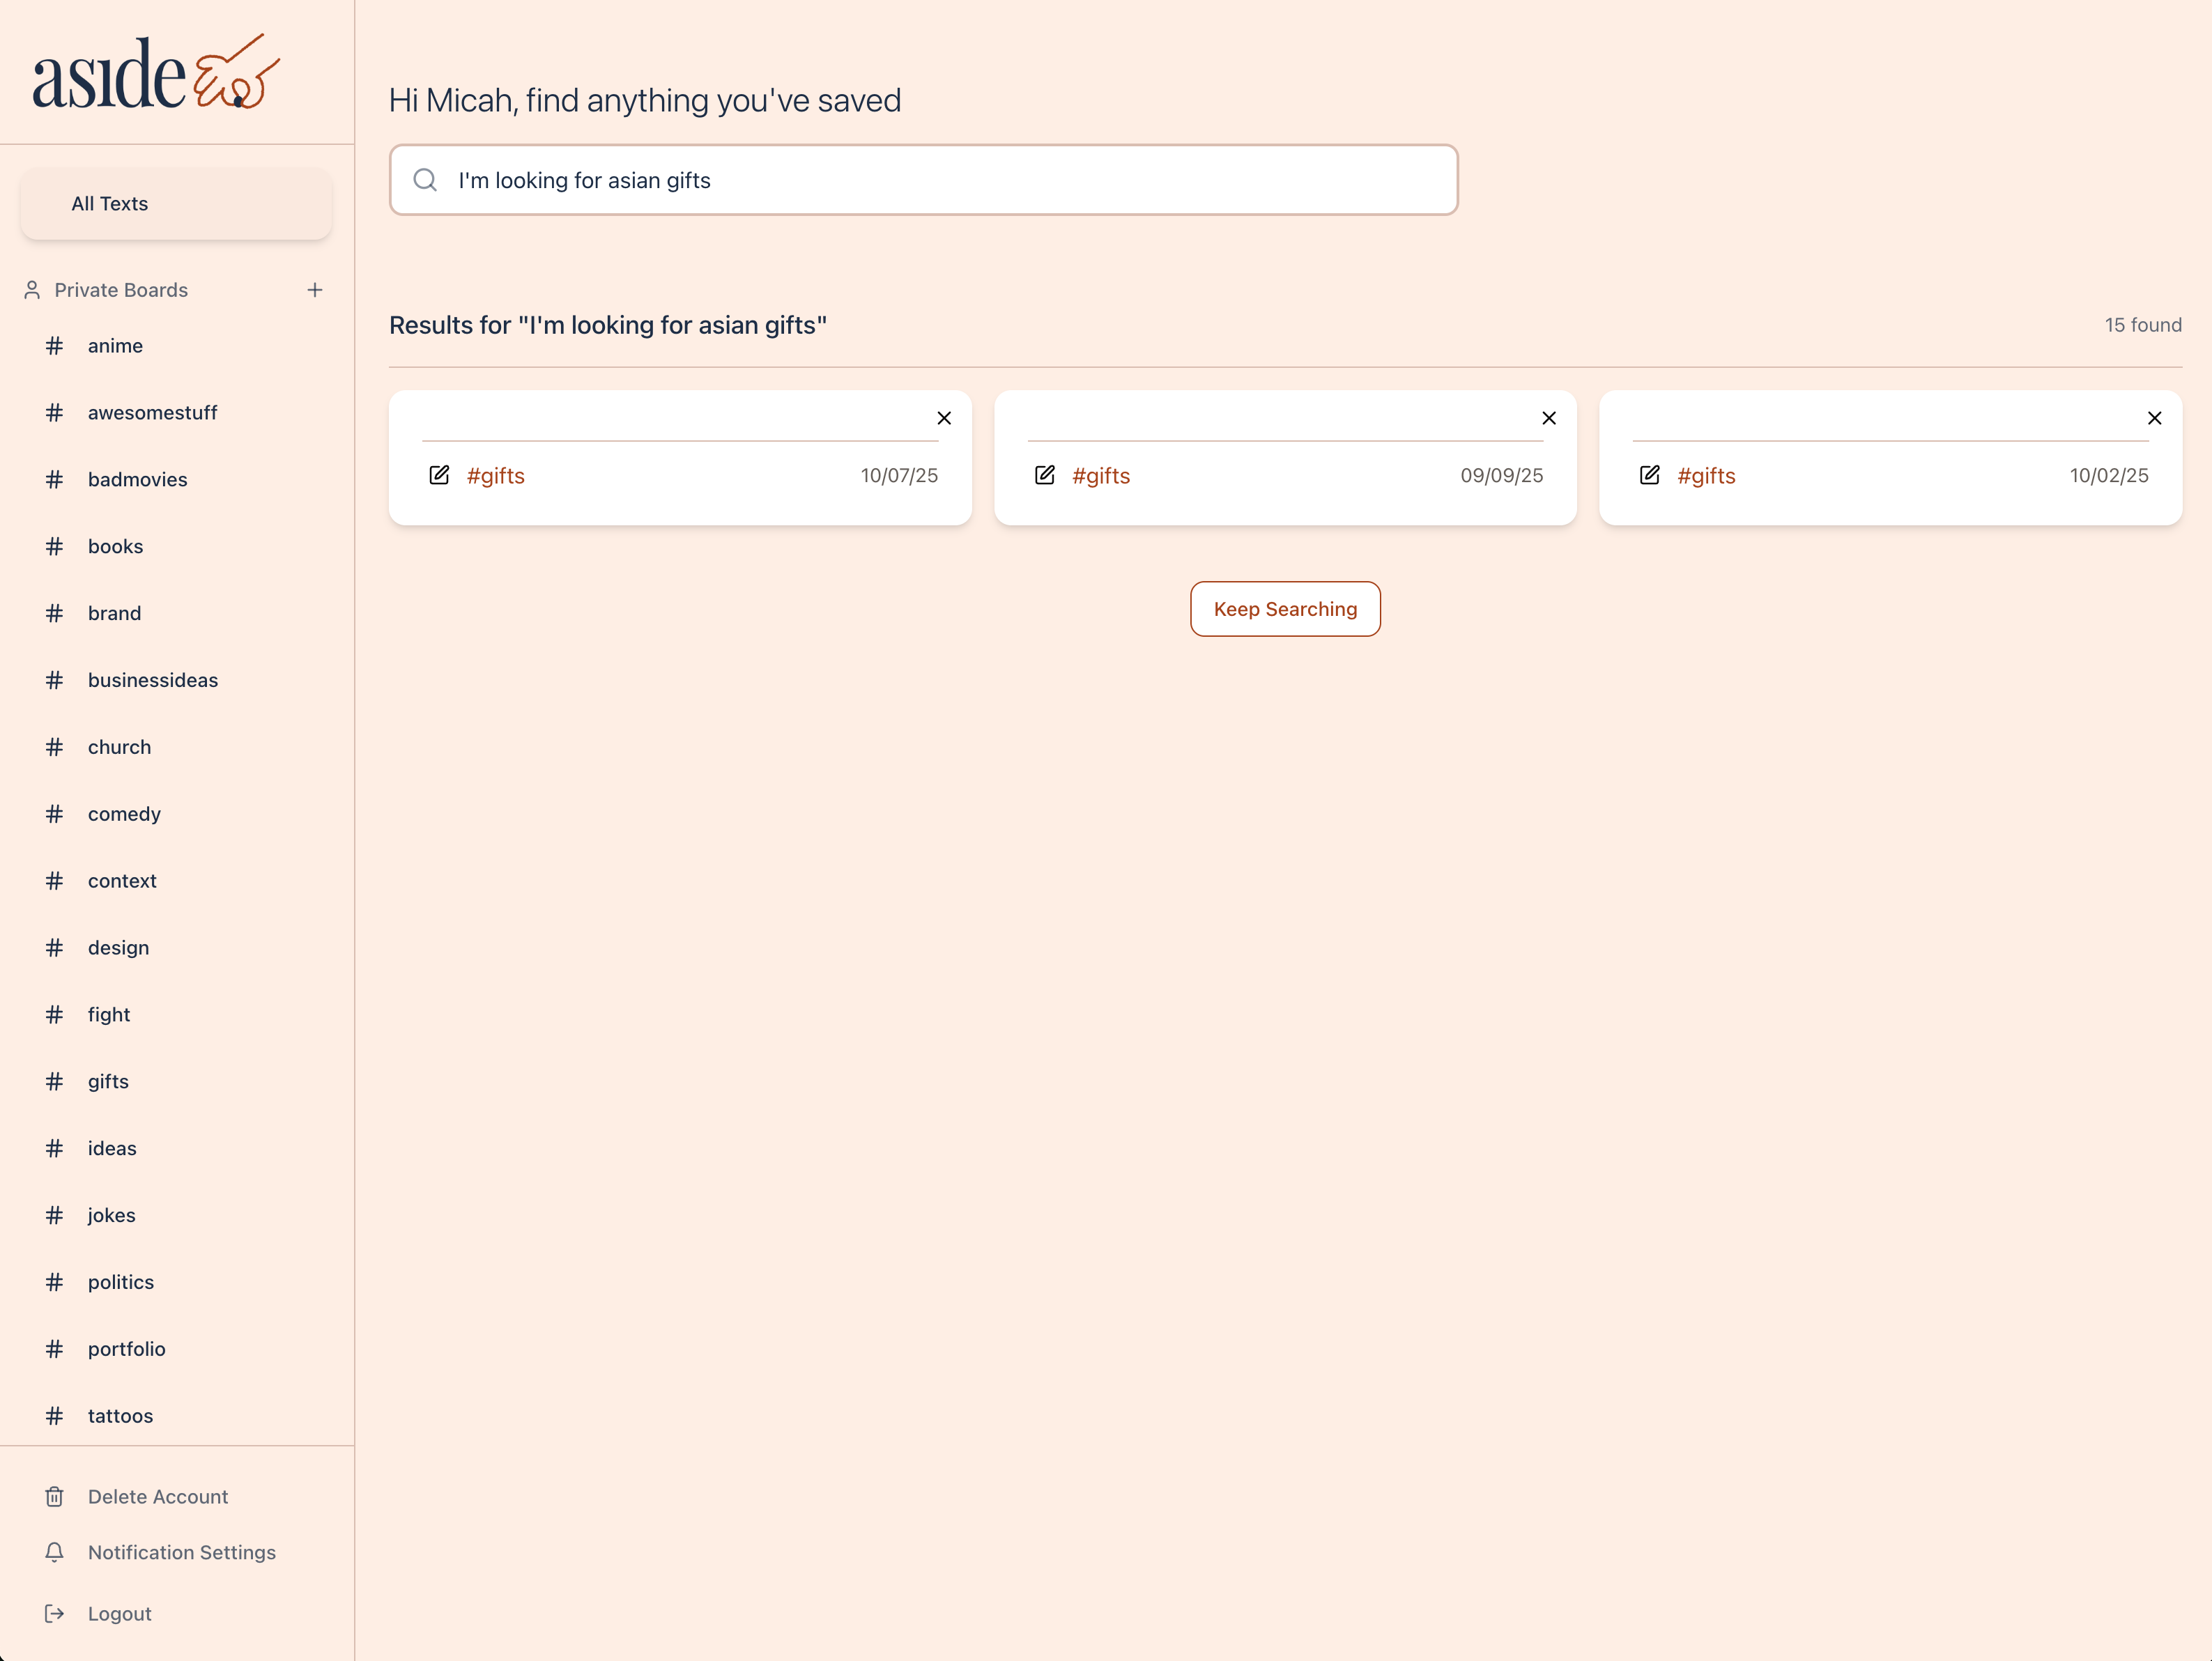 aside
All Texts
Private Boards
# anime
# awesomestuff
# badmovies
# books
# brand
# businessideas
# church
# comedy
# context
# design
# fight
# gifts
# ideas
# jokes
# politics
# portfolio
# tattoos
Delete Account
Notification Settings
Logout
Hi Micah, find anything you've saved
I'm looking for asian gifts
Results for "I'm looking for asian gifts" 15 found
#gifts 10/07/25
#gifts 09/09/25
#gifts 10/02/25
Keep Searching